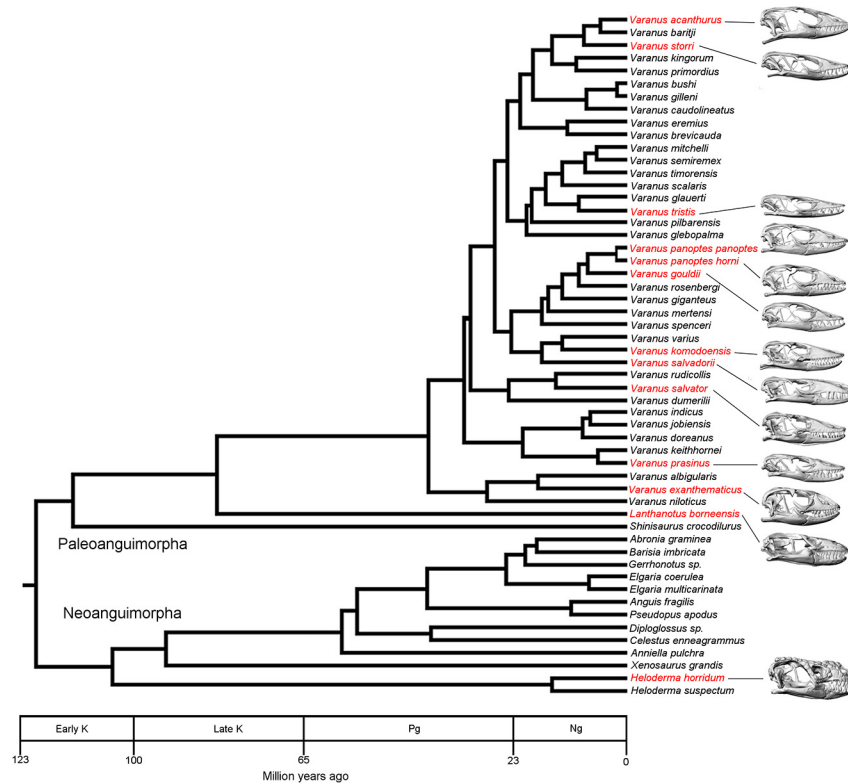 Varanus acanthurus
Varanus baritji
Varanus storri
Varanus kingorum
Varanus primordius
Varanus bushi
Varanus gilleni
Varanus caudolineatus
Varanus eremius
Varanus brevicauda
Varanus mitchelli
Varanus semiremex
Varanus timorensis
Varanus scalaris
Varanus glauerti
Varanus tristis
Varanus pilbarensis
Varanus glebopalma
Varanus panoptes panoptes
Varanus panoptes horni
Varanus gouldii
Varanus rosenbergi
Varanus giganteus
Varanus mertensi
Varanus spenceri
Varanus varius
Varanus komodoensis
Varanus salvadorii
Varanus rudicollis
Varanus salvator
Varanus dumerilii
Varanus indicus
Varanus jobiensis
Varanus doreanus
Varanus keithhornei
Varanus prasinus
Varanus albigularis
Varanus exanthematicus
Varanus niloticus
Lanthanotus borneensis
Shinisaurus crocodilurus
Paleoanguimorpha
Abronia graminea
Barisia imbricata
Gerrhonotus sp.
Elgaria coerulea
Elgaria multicarinata
Neoanguimorpha
Anguis fragilis
Pseudopus apodus
Diploglossus sp.
Celestus enneagrammus
Anniella pulchra
Xenosaurus grandis
Heloderma horridum
Heloderma suspectum
Early K Late K Pg Ng
123 100 65 23 0
Million years ago